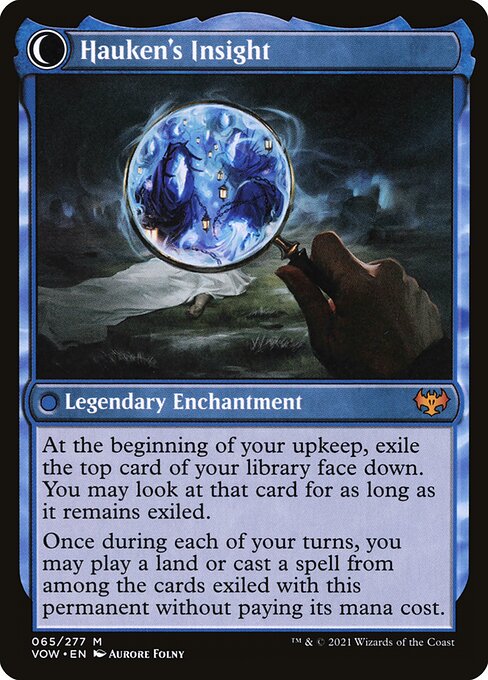 Hauken's Insight
Legendary Enchantment
At the beginning of your upkeep, exile
the top card of your library face down.
You may look at that card for as long as
it remains exiled.
Once during each of your turns, you
may play a land or cast a spell from
among the cards exiled with this
permanent without paying its mana cost.
065/277 M
VOW • EN AURORE FOLNY
™ & © 2021 Wizards of the Coast